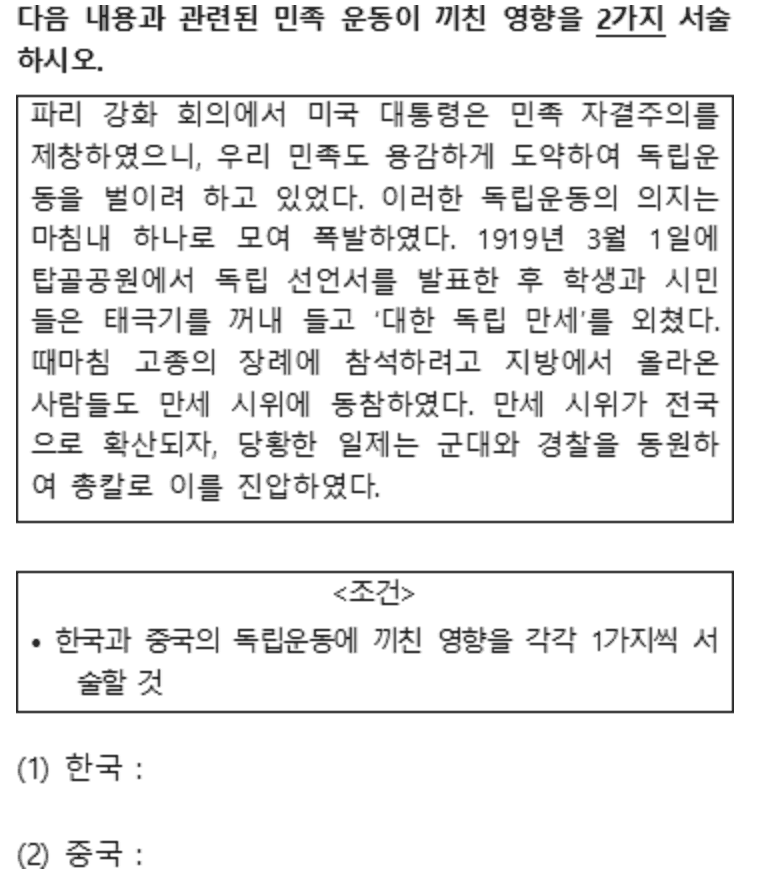 다음 내용과 관련된 민족 운동이 끼친 영향을 2가지 서술
하시오.
파리 강화 회의에서 미국 대통령은 민족 자결주의를
제창하였으니, 우리 민족도 용감하게 도약하여 독립운
동을 벌이려 하고 있었다. 이러한 독립운동의 의지는
마침내 하나로 모여 폭발하였다. 1919년 3월 1일에
탑골공원에서 독립 선언서를 발표한 후 학생과 시민
들은 태극기를 꺼내 들고 '대한 독립 만세'를 외쳤다.
때마침 고종의 장례에 참석하려고 지방에서 올라온
사람들도 만세 시위에 동참하였다. 만세 시위가 전국
으로 확산되자, 당황한 일제는 군대와 경찰을 동원하
여 총칼로 이를 진압하였다.
<조건>
• 한국과 중국의 독립운동에 끼친 영향을 각각 1가지씩 서
술할 것
(1) 한국 :
(2) 중국 :